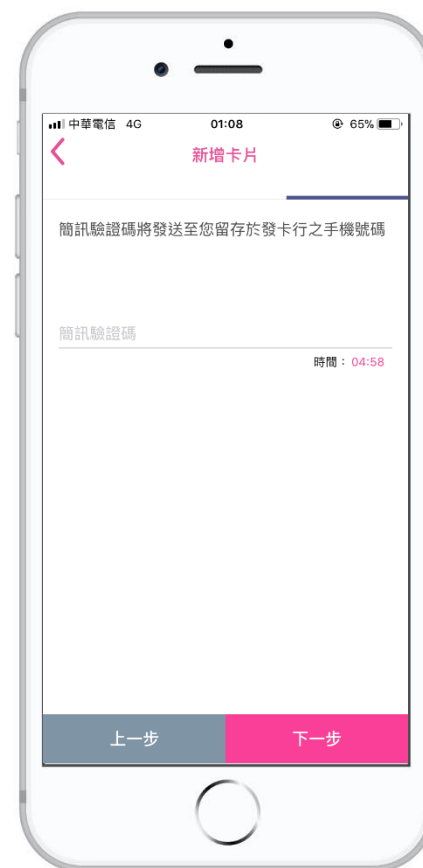 中華電信 4G 01:08 65%
新增卡片
簡訊驗證碼將發送至您留存於發卡行之手機號碼
簡訊驗證碼
時間：04:58
上一步 下一步